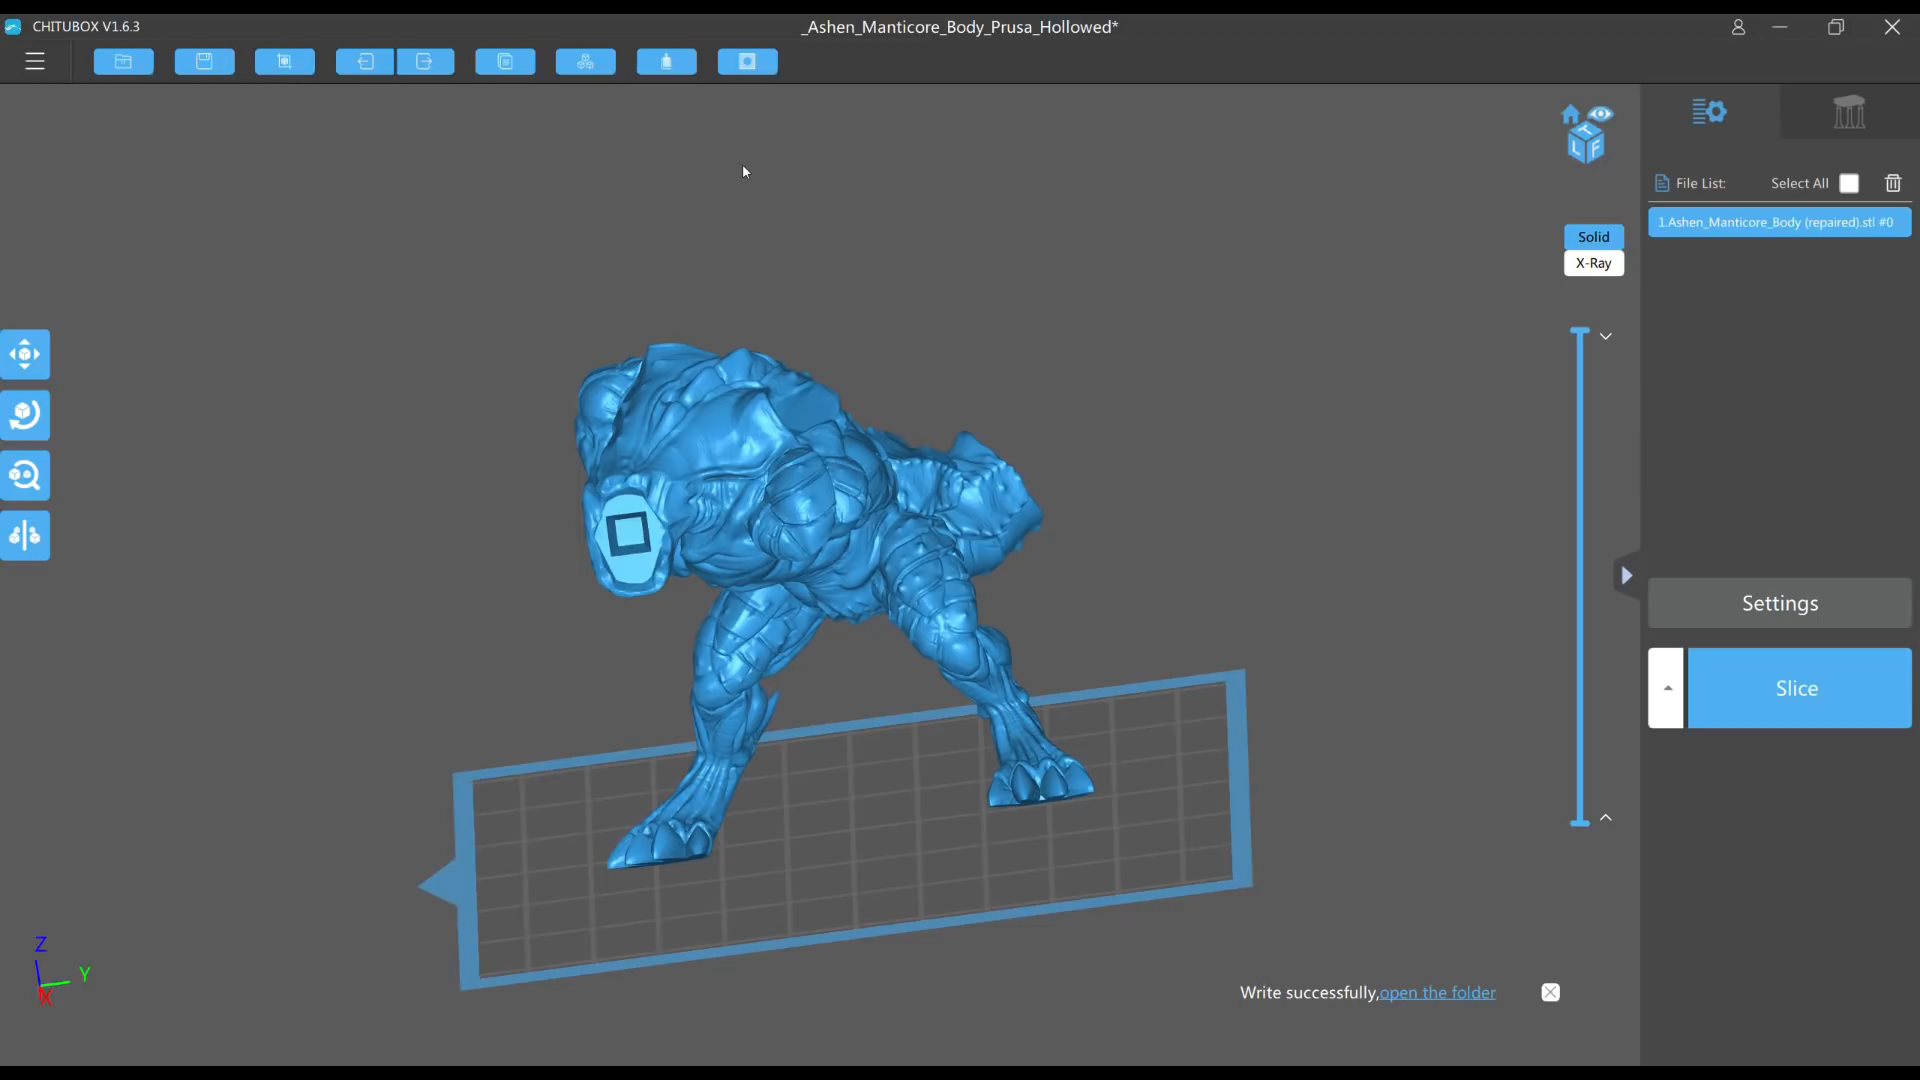 CHITUBOX V1.6.3
_Ashen_Manticore_Body_Prusa_Hollowed*
T
L F
File List:
Select All
1.Ashen_Manticore_Body (repaired).stl #0
Solid
X-Ray
Settings
Slice
Z
Y
X
Write successfully,open the folder